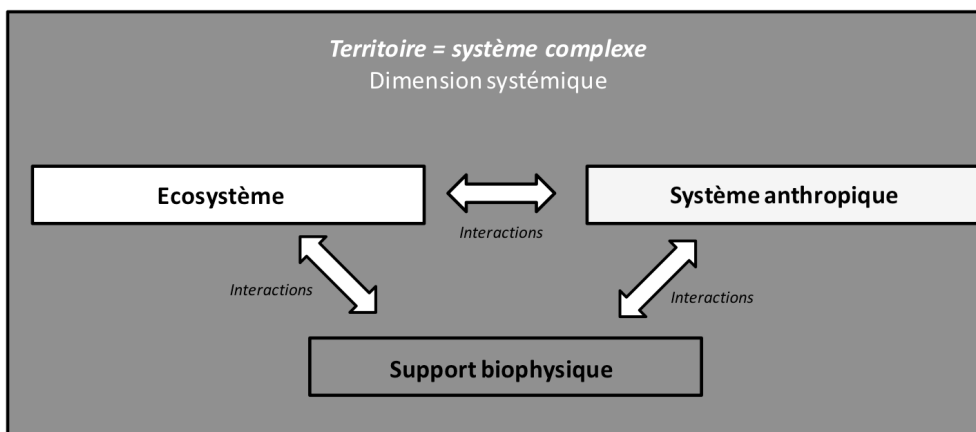 Territoire = système complexe
Dimension systémique
Ecosystème
Système anthropique
Interactions
Interactions
Interactions
Support biophysique